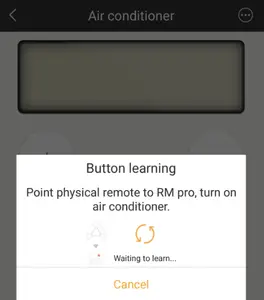 Air conditioner
Button learning
Point physical remote to RM pro, turn on
air conditioner.
Waiting to learn...
Cancel